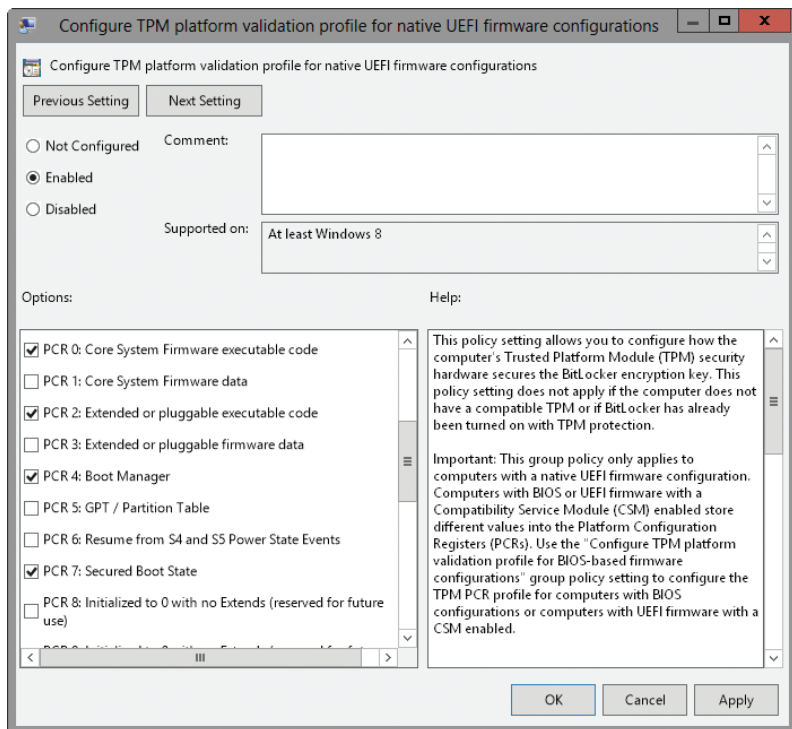 Configure TPM platform validation profile for native UEFI firmware configurations
Configure TPM platform validation profile for native UEFI firmware configurations
Previous Setting
Next Setting
Not Configured
Comment:
Enabled
Disabled
Supported on:
At least Windows 8
Options:
Help:
PCR 0: Core System Firmware executable code
PCR 1: Core System Firmware data
PCR 2: Extended or pluggable executable code
PCR 3: Extended or pluggable firmware data
PCR 4: Boot Manager
PCR 5: GPT / Partition Table
PCR 6: Resume from S4 and S5 Power State Events
PCR 7: Secured Boot State
PCR 8: Initialized to 0 with no Extends (reserved for future
use)
This policy setting allows you to configure how the
computer's Trusted Platform Module (TPM) security
hardware secures the BitLocker encryption key. This
policy setting does not apply if the computer does not
have a compatible TPM or if BitLocker has already
been turned on with TPM protection.
Important: This group policy only applies to
computers with a native UEFI firmware configuration.
Computers with BIOS or UEFI firmware with a
Compatibility Service Module (CSM) enabled store
different values into the Platform Configuration
Registers (PCRs). Use the "Configure TPM platform
validation profile for BIOS-based firmware
configurations" group policy setting to configure the
TPM PCR profile for computers with BIOS
configurations or computers with UEFI firmware with a
CSM enabled.
OK
Cancel
Apply